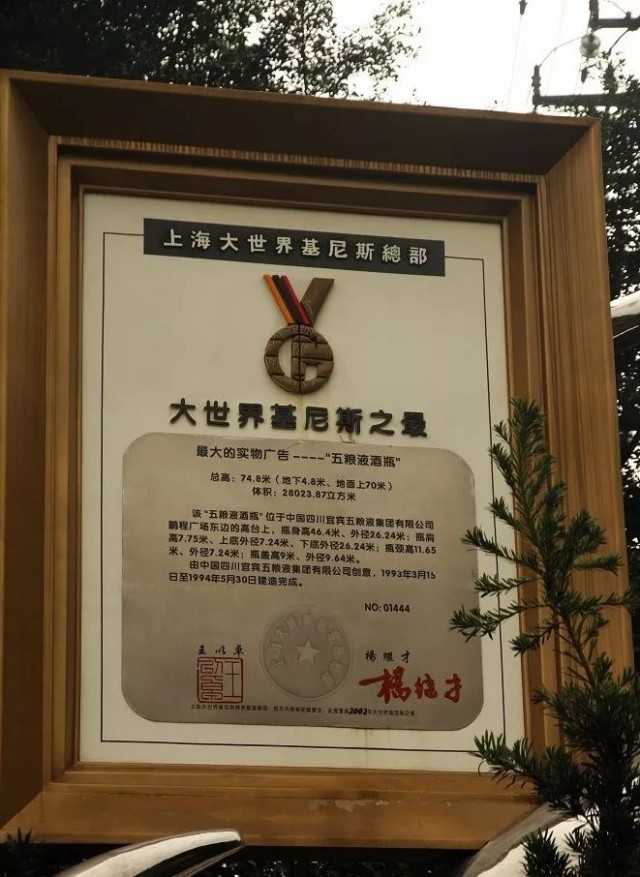 上海大世界基尼斯總部
大世界基尼斯之最
最大的实物广告----"五粮液酒瓶"
总高：74.8米（地下4.8米、地面上70米）
体积：28023.87立方米
该"五粮液酒瓶"位于中国四川宜宾五粮液集团有限公司
鹏程广场东边的高台上，瓶身高46.4米、外径26.24米；瓶肩
高7.75米、上底外径7.24米、下底外径26.24米；瓶颈高11.65
米、外径7.24米；瓶盖高9米、外径9.64米。
由中国四川宜宾五粮液集团有限公司创意，1993年3月15
日至1994年5月30日建造完成。
NO:01444
楊继才
杨继才